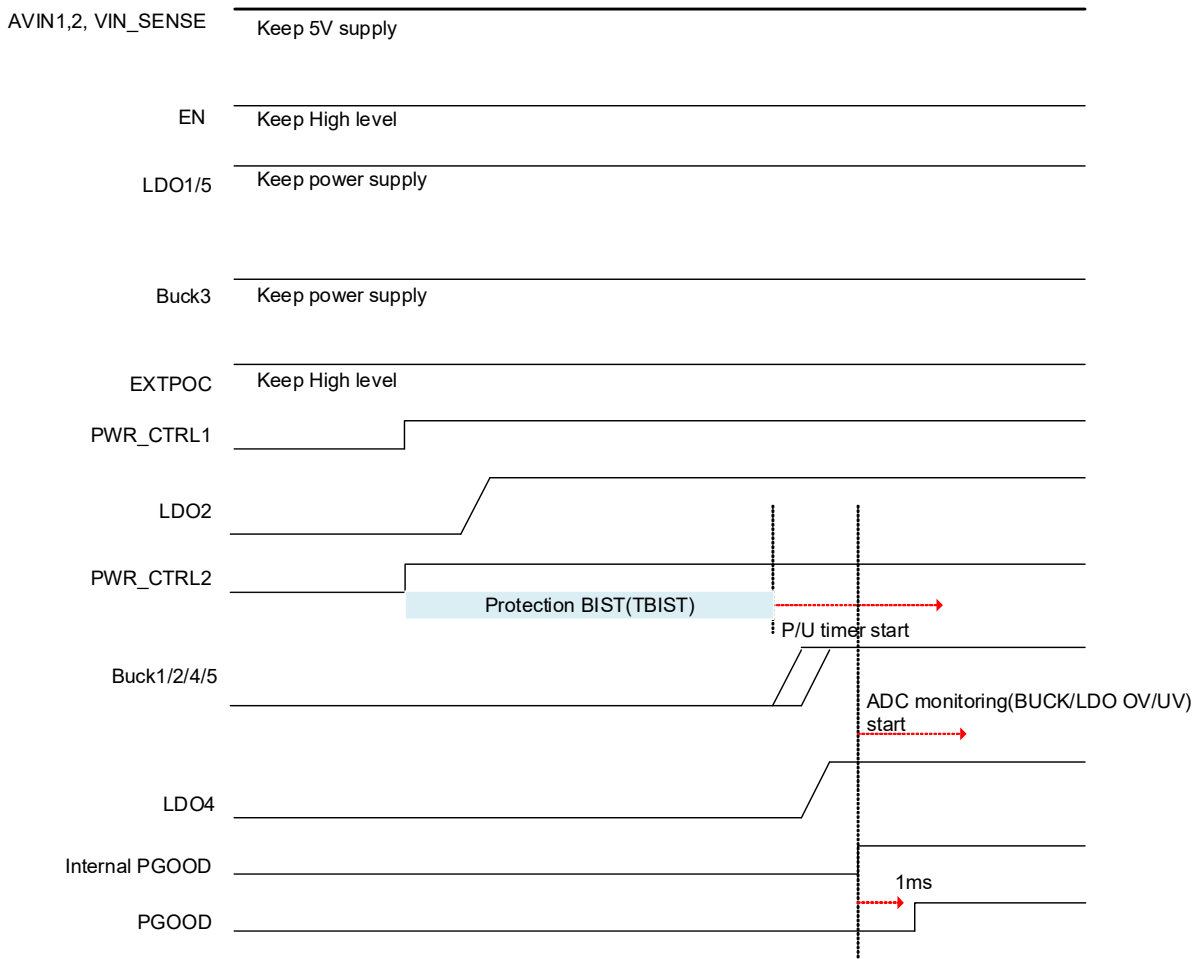 AVIN1,2, VIN_SENSE
Keep 5V supply
EN
Keep High level
LDO1/5
Keep power supply
Buck3
Keep power supply
EXTPOC
Keep High level
PWR_CTRL1
LDO2
PWR_CTRL2
Protection BIST(TBIST)
P/U timer start
Buck1/2/4/5
ADC monitoring(BUCK/LDO OV/UV)
start
LDO4
Internal PGOOD
1ms
PGOOD